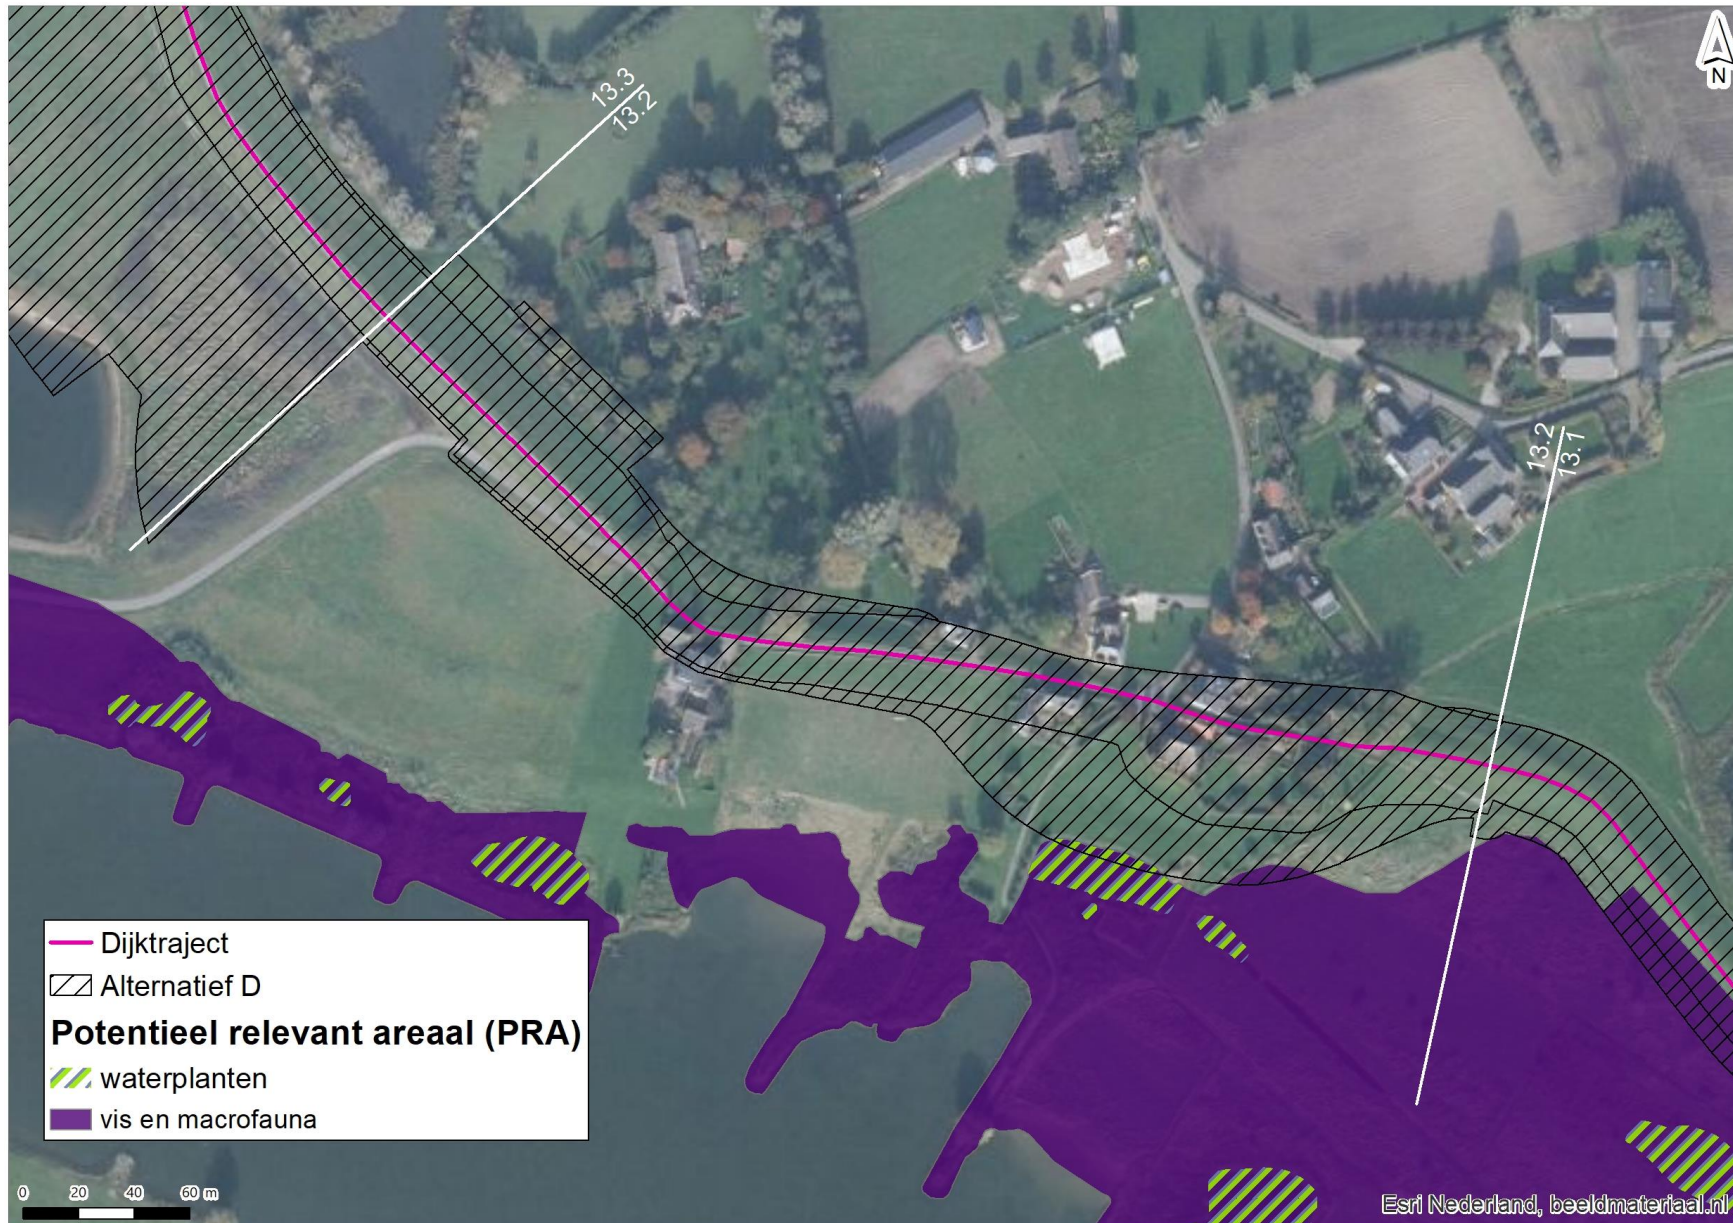 N
13.3
13.2
13.2
13.1
Dijktraject
Alternatief D
Potentieel relevant areaal (PRA)
waterplanten
vis en macrofauna
0 20 40 60 m
Esri Nederland, beeldmateriaal.nl